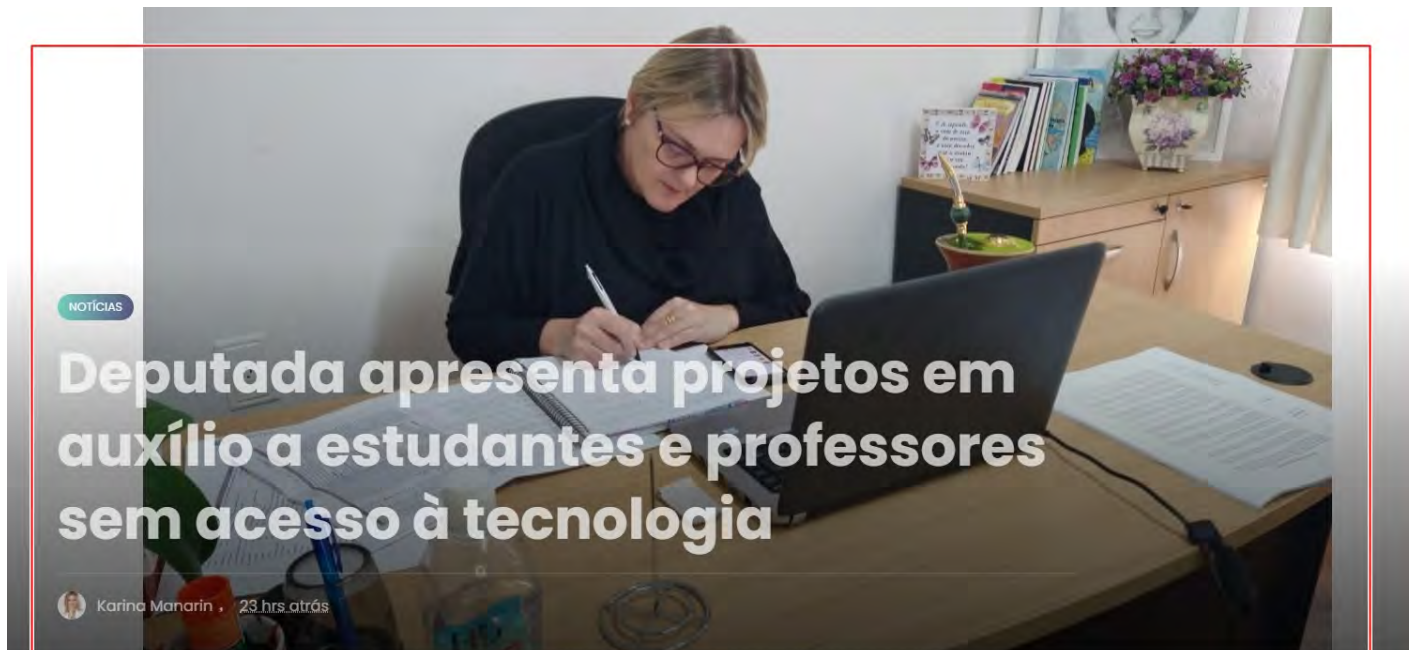 NOTÍCIAS
Deputada apresenta projetos em
auxílio a estudantes e professores
sem acesso à tecnologia
Karina Manarin , 23 hrs atrás